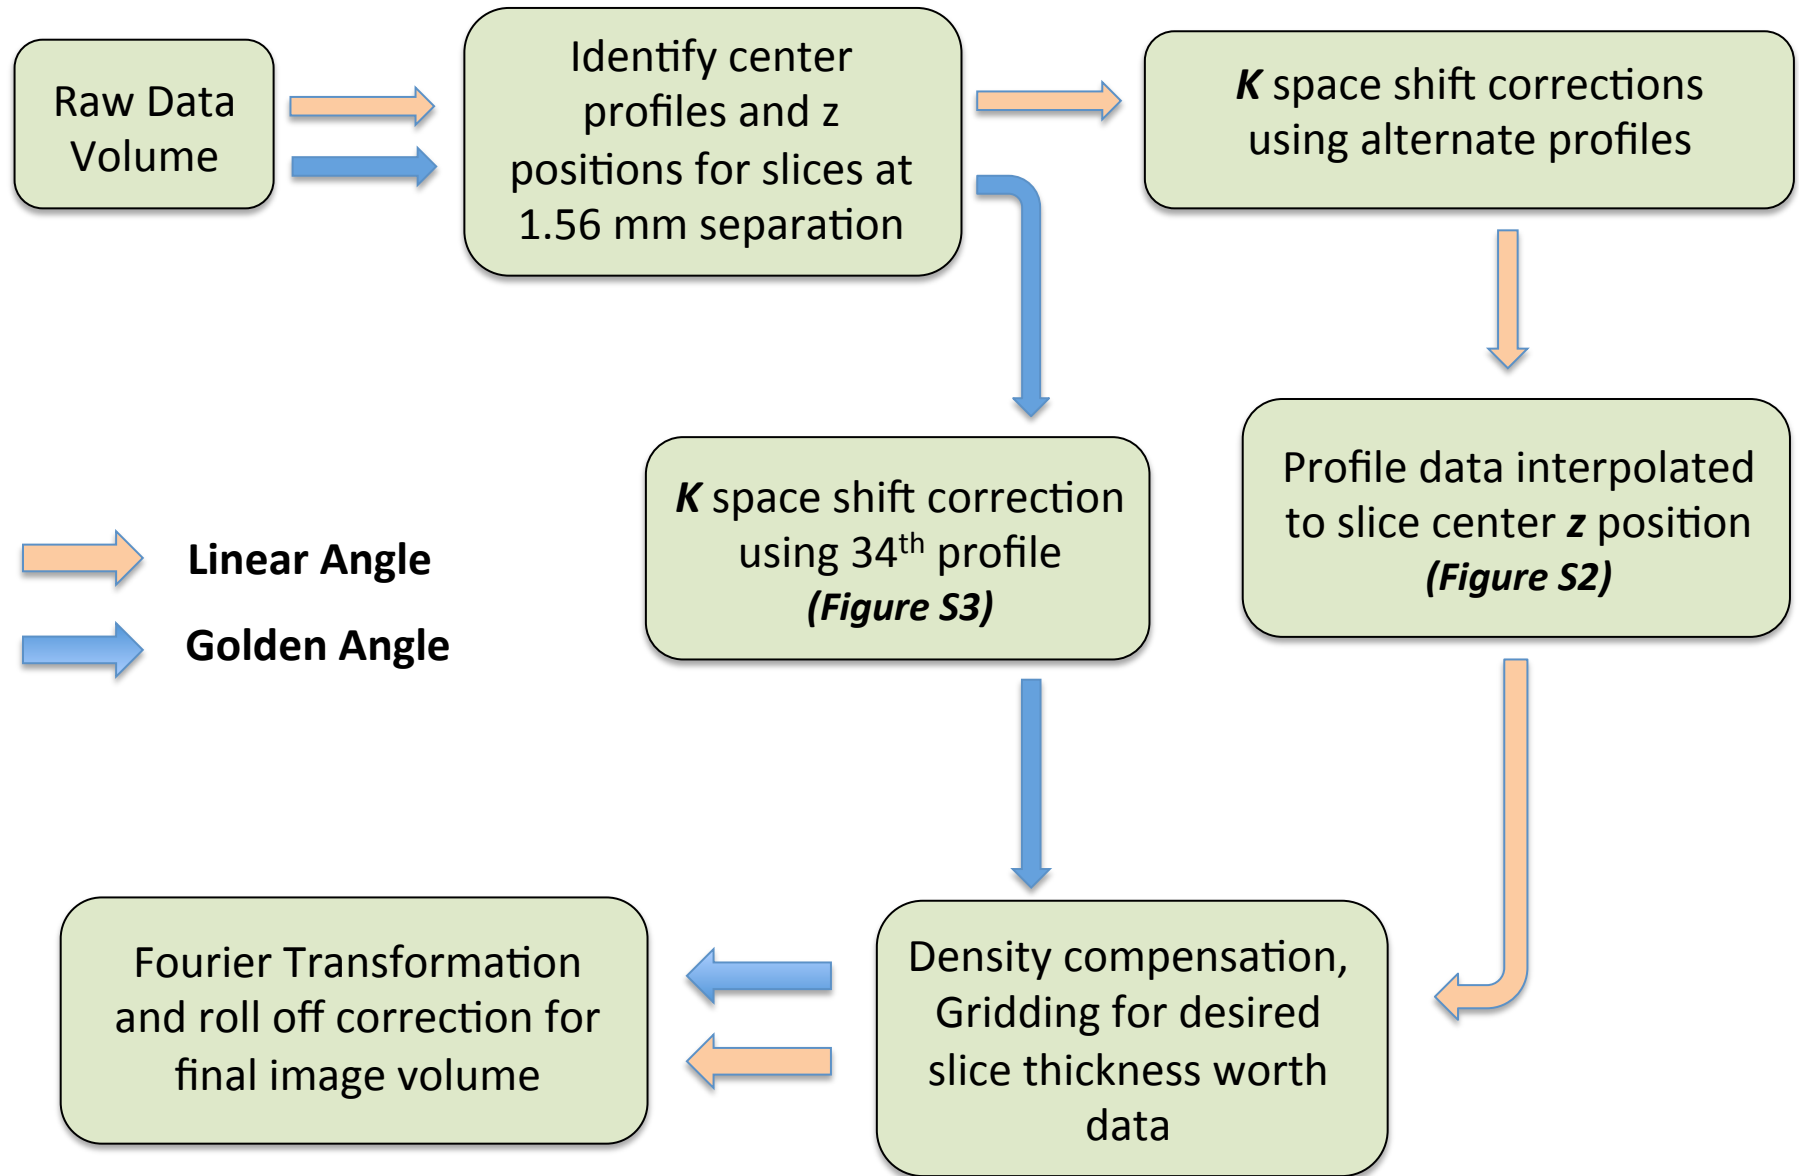 Raw Data
Volume
Identify center
profiles and z
positions for slices at
1.56 mm separation
K space shift corrections
using alternate profiles
K space shift correction
using 34th profile
(Figure S3)
Profile data interpolated
to slice center z position
(Figure S2)
Linear Angle
Golden Angle
Fourier Transformation
and roll off correction for
final image volume
Density compensation,
Gridding for desired
slice thickness worth
data